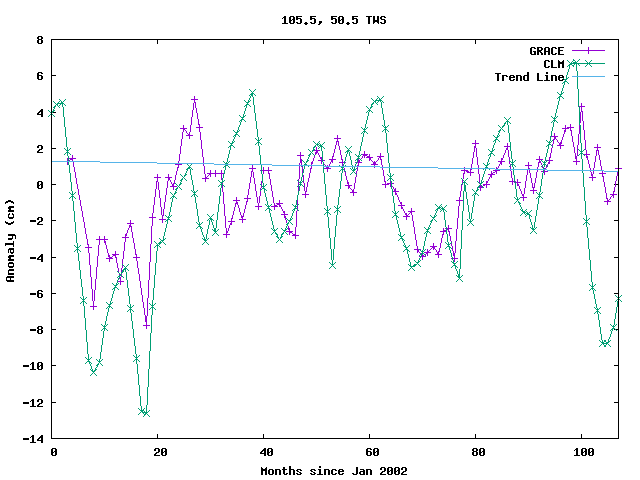 105.5, 50.5 TWS
GRACE
CLM
Trend Line
8
6
4
2
0
-2
-4
-6
-8
-10
-12
-14
Anomaly (cm)
0 20 40 60 80 100
Months since Jan 2002